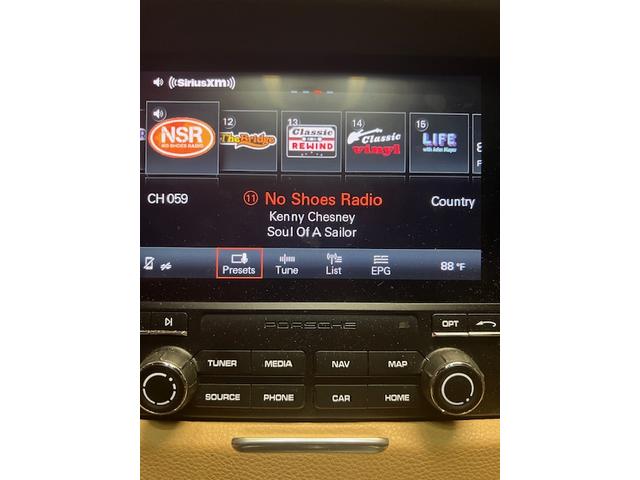 SiriusXM
12 13 14 15
NSR
NO SHOES RADIO
The Bridge
Classic
REWIND
Classic
vinyl
LIFE
with John Mayer
CH 059
11 No Shoes Radio
Country
Kenny Chesney
Soul Of A Sailor
Presets
Tune
List
EPG
88 °F
PORSCHE
OPT
TUNER
MEDIA
NAV
MAP
SOURCE
PHONE
CAR
HOME